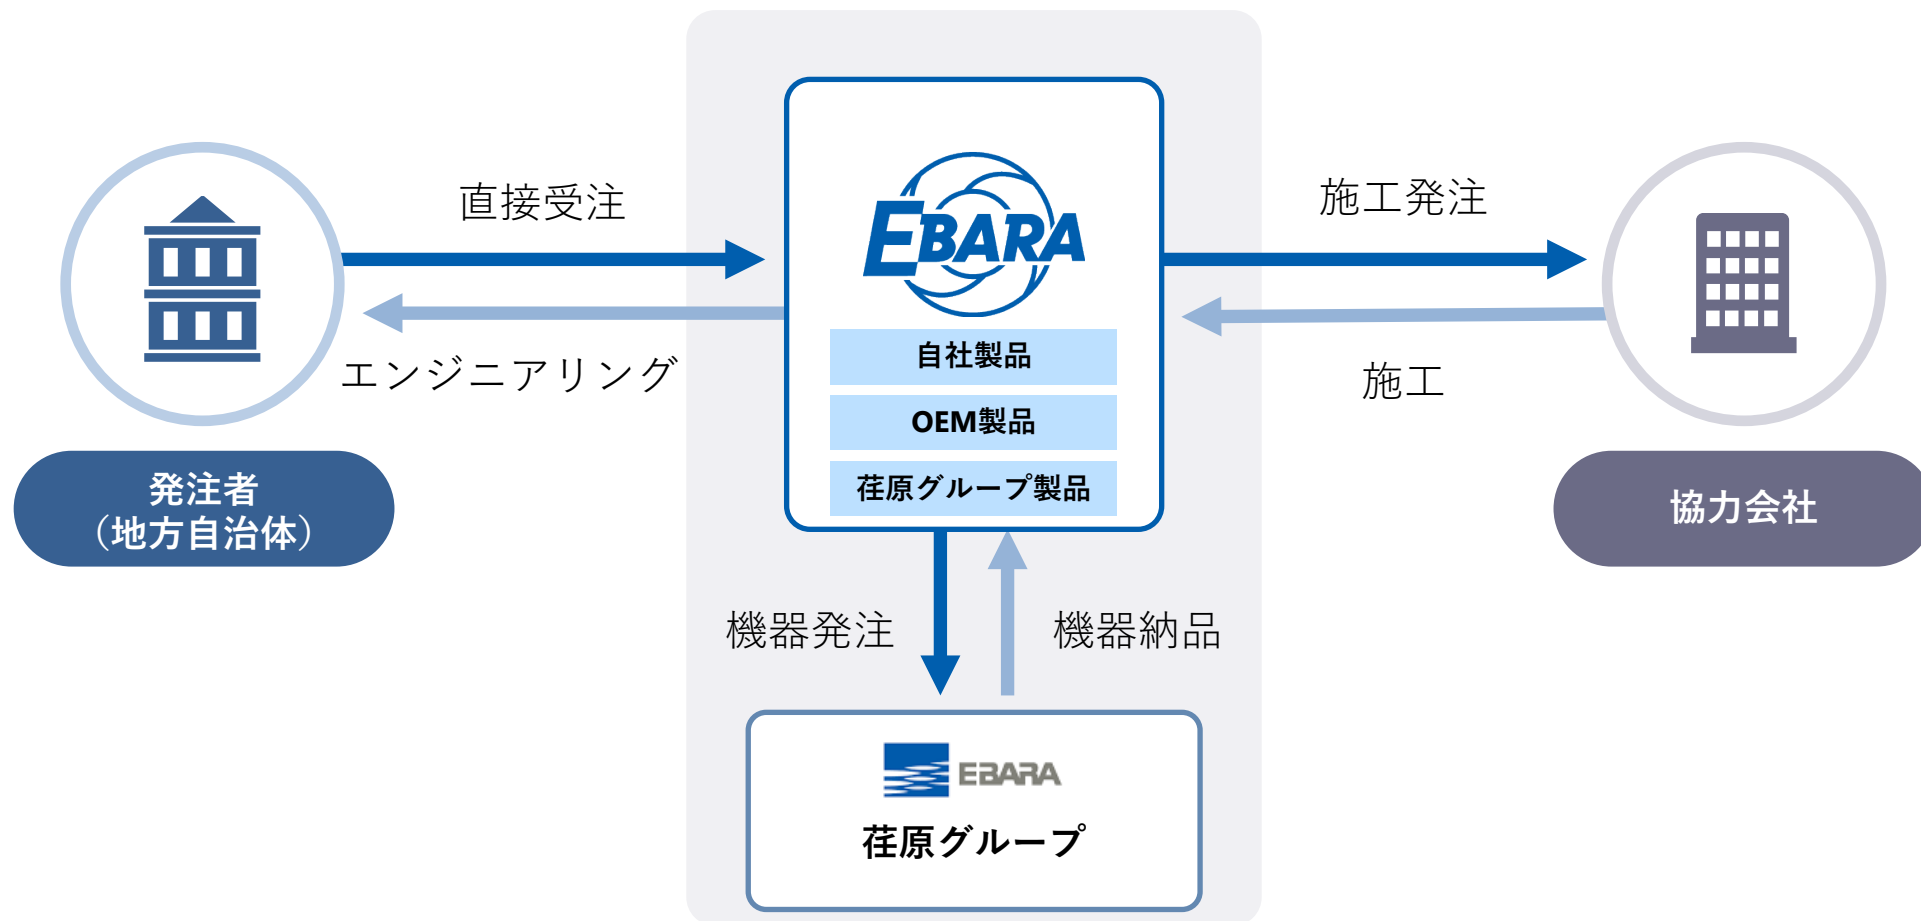 EBARA
自社製品
OEM製品
荏原グループ製品
直接受注
エンジニアリング
発注者
（地方自治体）
施工発注
施工
協力会社
機器発注
機器納品
EBARA
荏原グループ